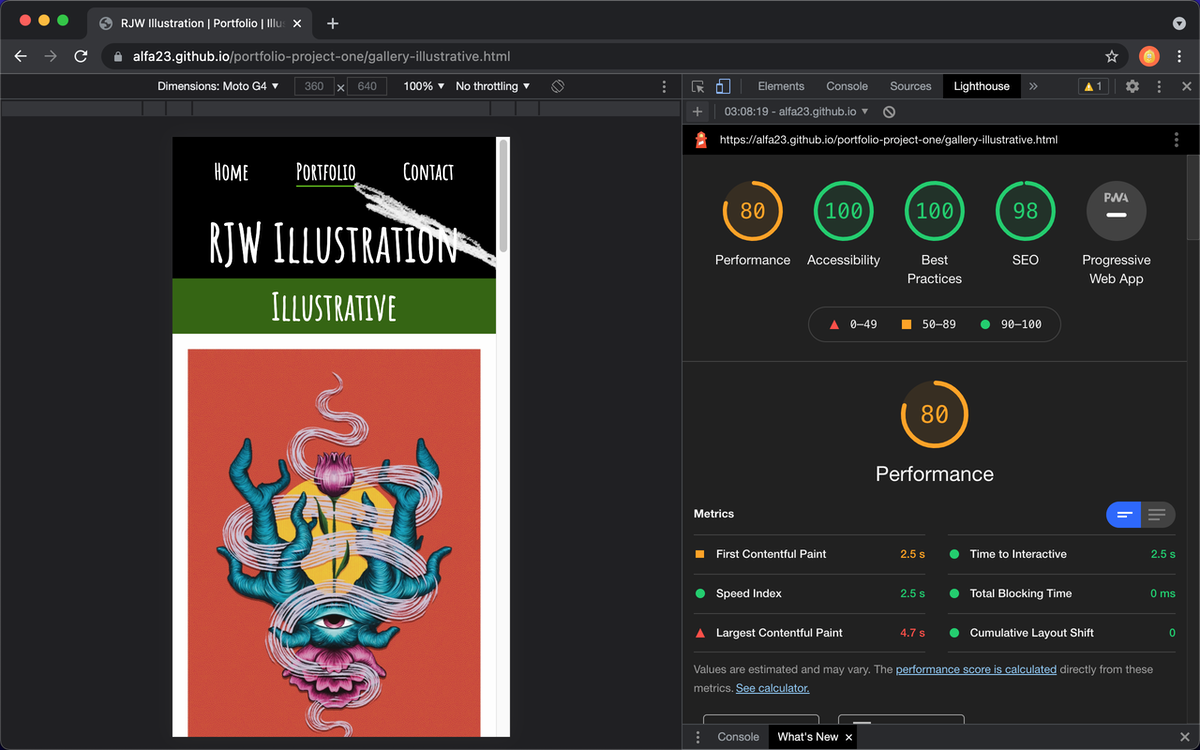 RJW Illustration | Portfolio | Illus
alfa23.github.io/portfolio-project-one/gallery-illustrative.html
Dimensions: Moto G4 ▼ 360 × 640 100% ▼ No throttling ▼
Elements Console Sources Lighthouse » 1
03:08:19 - alfa23.github.io ▼
https://alfa23.github.io/portfolio-project-one/gallery-illustrative.html
Home Portfolio Contact
RJW Illustration
Illustrative
80 100 100 98 PWA
Performance Accessibility Best Practices SEO Progressive Web App
0–49 50–89 90–100
80
Performance
Metrics
First Contentful Paint 2.5 s
Time to Interactive 2.5 s
Speed Index 2.5 s
Total Blocking Time 0 ms
Largest Contentful Paint 4.7 s
Cumulative Layout Shift 0
Values are estimated and may vary. The performance score is calculated directly from these
metrics. See calculator.
Console What's New ×